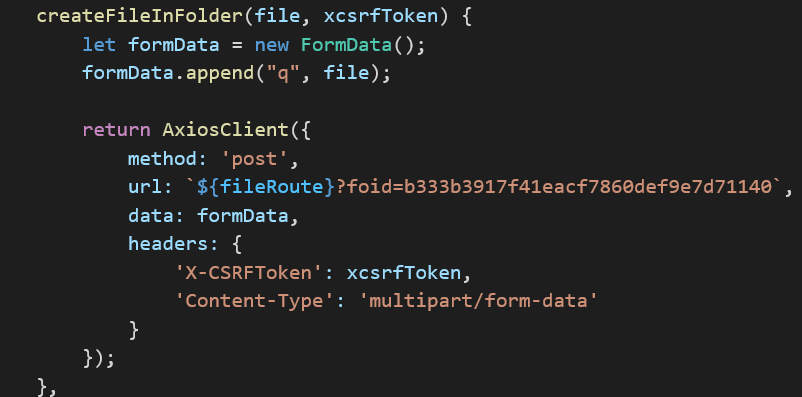 createFileInFolder(file, xcsrfToken) {
let formData = new FormData();
formData.append("q", file);
return AxiosClient({
method: 'post',
url: `${fileRoute}?foid=b333b3917f41eacf7860def9e7d71140`,
data: formData,
headers: {
'X-CSRFToken': xcsrfToken,
'Content-Type': 'multipart/form-data'
}
});
},